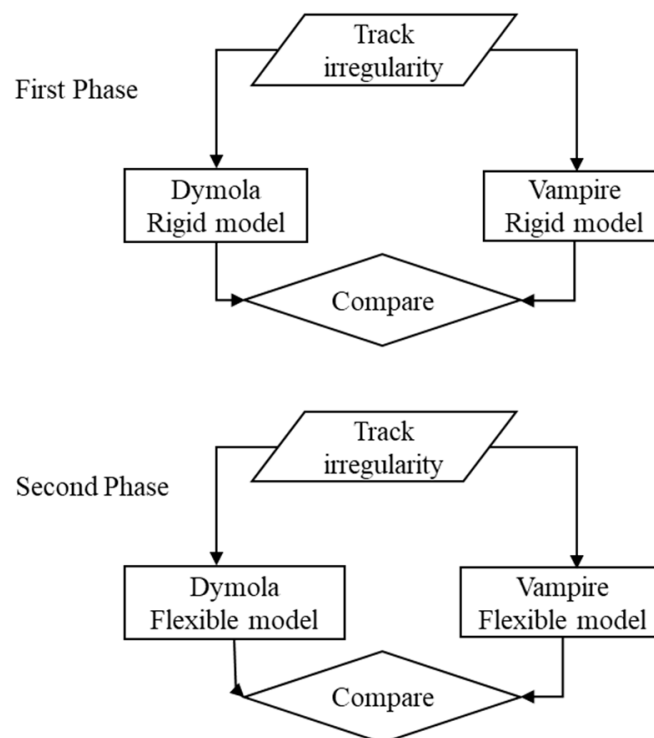 Track
irregularity
First Phase
Dymola
Rigid model
Vampire
Rigid model
Compare
Track
irregularity
Second Phase
Dymola
Flexible model
Vampire
Flexible model
Compare